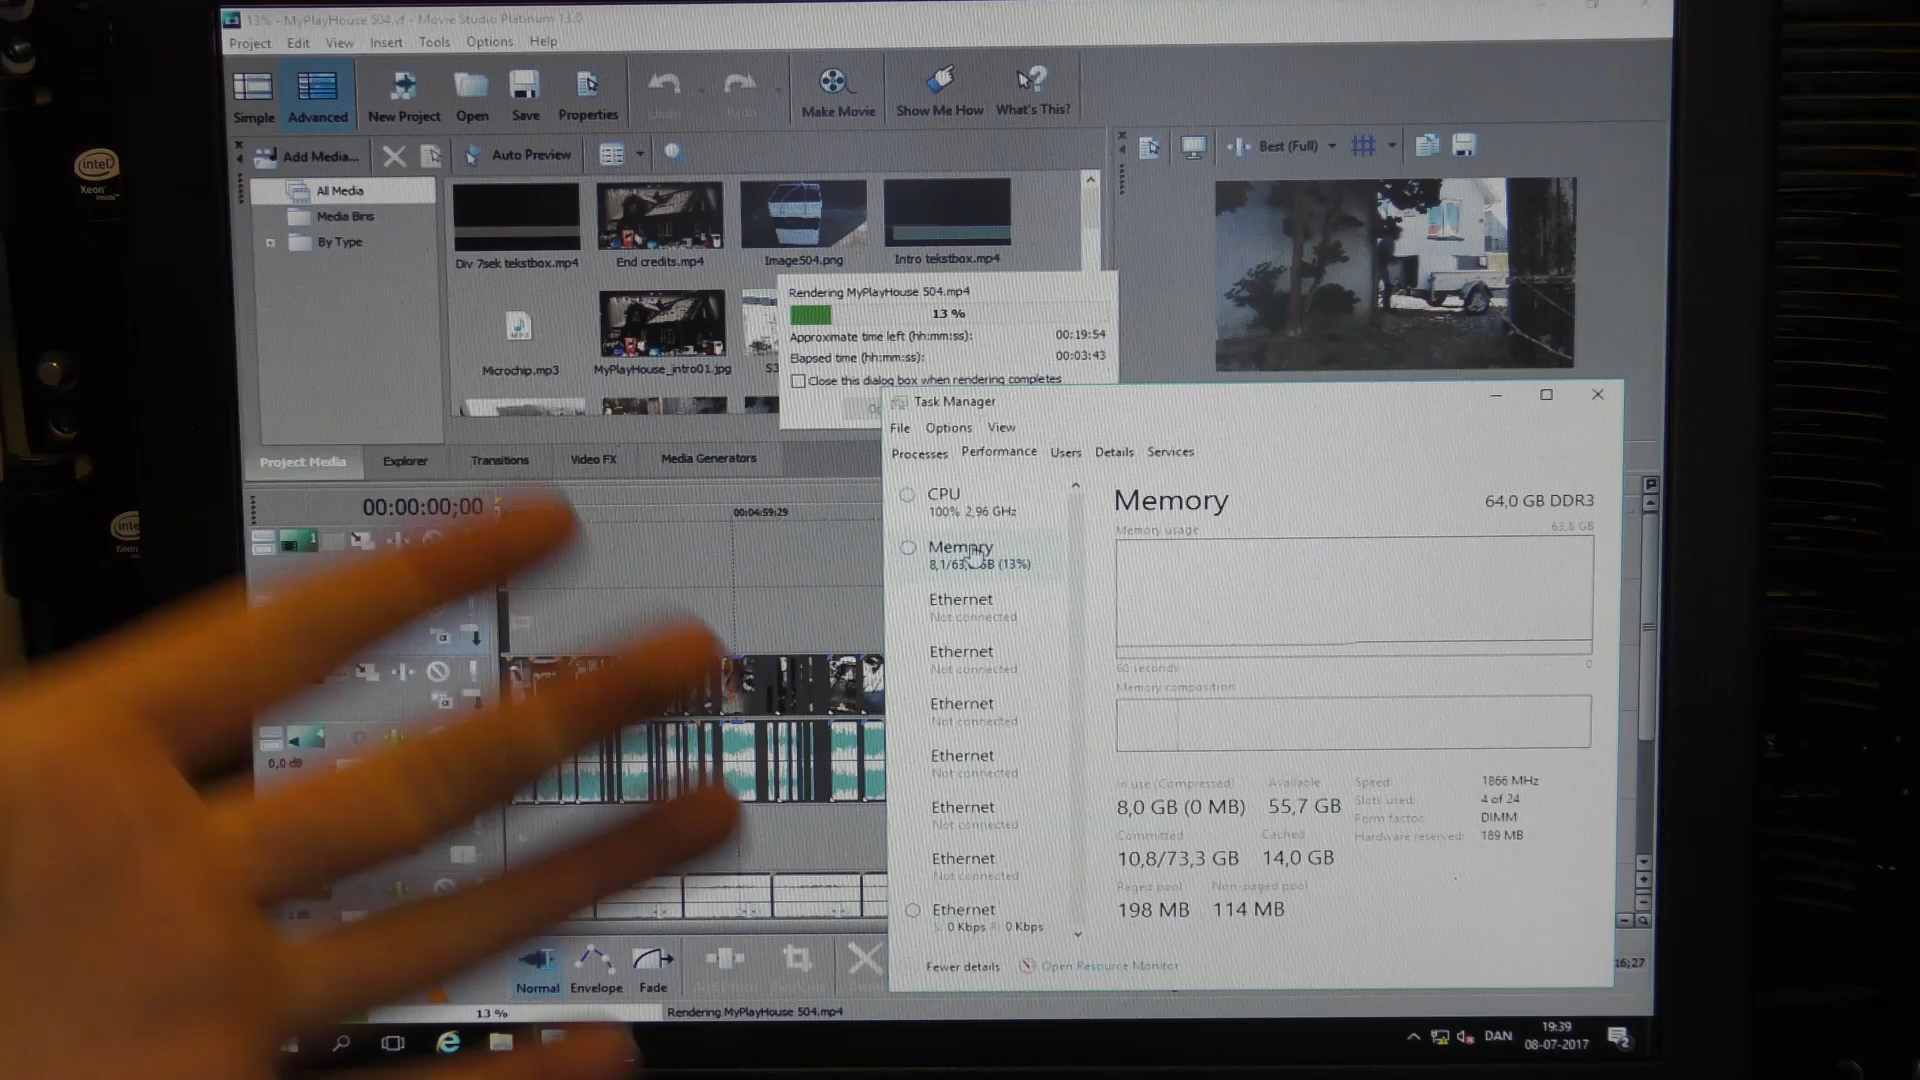 13% - MyPlayHouse 504.vf - Movie Studio Platinum 13.0
Project Edit View Insert Tools Options Help
Simple Advanced New Project Open Save Properties Undo Make Movie Show Me How What's This?
Add Media... Auto Preview Best (Full)
intel
Xeon
All Media
Media Bins
By Type
Div 7sek tekstbox.mp4 End credits.mp4 Image504.png Intro tekstbox.mp4
Microchip.mp3 MyPlayHouse_intro01.jpg S3
Rendering MyPlayHouse 504.mp4
13 %
Approximate time left (hh:mm:ss): 00:19:54
Elapsed time (hh:mm:ss): 00:03:43
Close this dialog box when rendering completes
Project Media Explorer Transitions Video FX Media Generators
Task Manager
File Options View
Processes Performance Users Details Services
CPU
100% 2,96 GHz
Memory
(13%)
Ethernet
Not connected
Ethernet
Not connected
Ethernet
Not connected
Ethernet
Not connected
Ethernet
Not connected
Ethernet
Not connected
Ethernet
S: 0 Kbps R: 0 Kbps
Memory 64,0 GB DDR3
Memory usage 63,8 GB
60 seconds 0
Memory composition
In use (Compressed) Available Speed: 1866 MHz
8,0 GB (0 MB) 55,7 GB Slots used: 4 of 24
Form factor: DIMM
Committed Cached Hardware reserved: 189 MB
10,8/73,3 GB 14,0 GB
Paged pool Non-paged pool
198 MB 114 MB
Fewer details Open Resource Monitor
00:00:00;00
00:04:59;29
1
4
0,0 dB
intel
Xeon
Normal Envelope Fade
16;27
13 % Rendering MyPlayHouse 504.mp4
DAN 19:39
08-07-2017
2